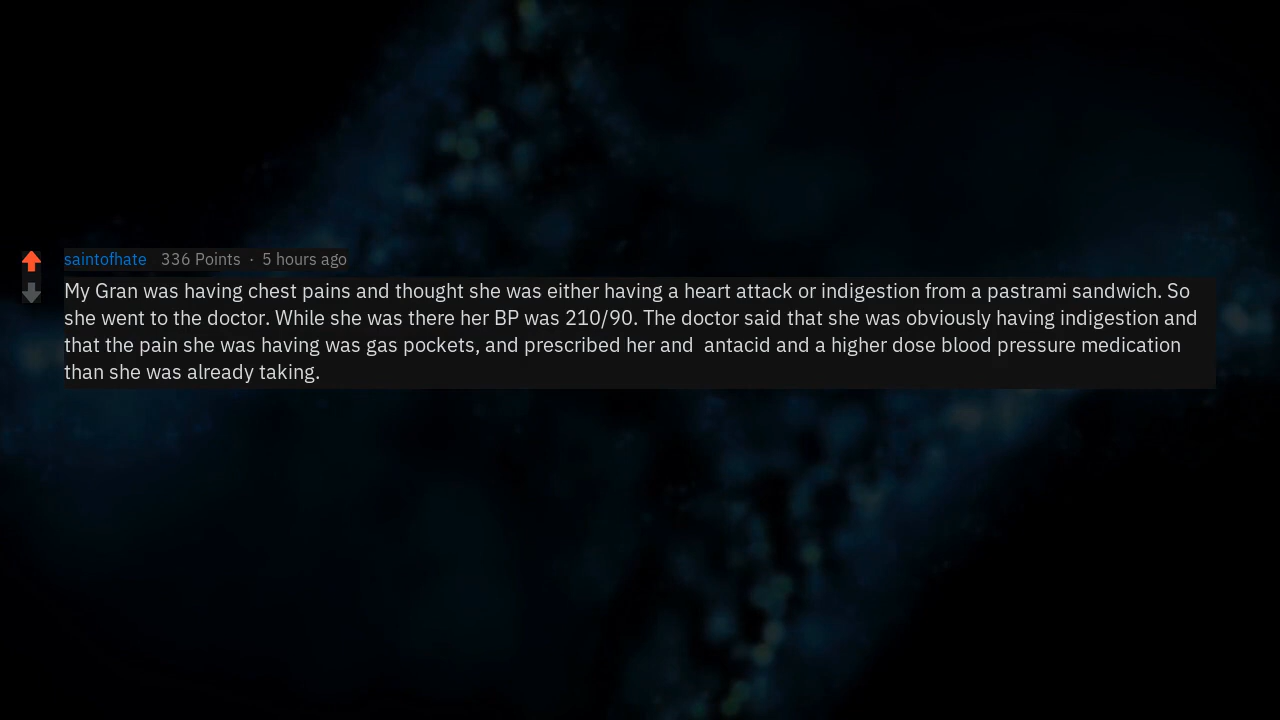 saintofhate 336 Points · 5 hours ago
My Gran was having chest pains and thought she was either having a heart attack or indigestion from a pastrami sandwich. So
she went to the doctor. While she was there her BP was 210/90. The doctor said that she was obviously having indigestion and
that the pain she was having was gas pockets, and prescribed her and  antacid and a higher dose blood pressure medication
than she was already taking.